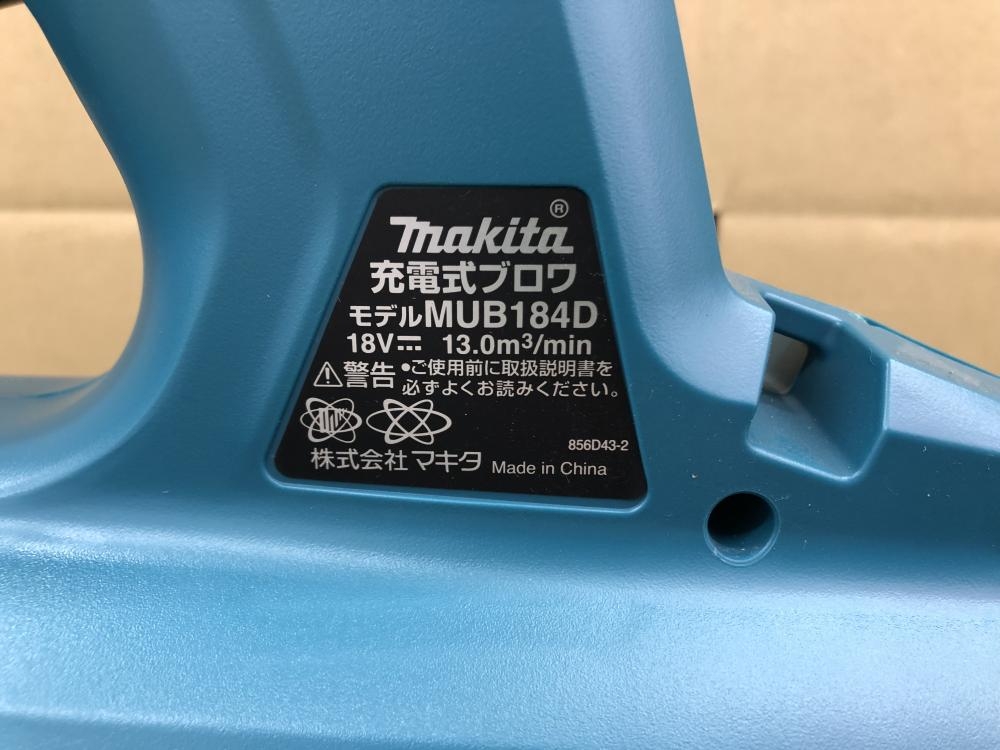 makita®
充電式ブロワ
モデルMUB184D
18V⎓ 13.0m³/min
⚠警告 •ご使用前に取扱説明書を
必ずよくお読みください。
856D43-2
株式会社マキタ Made in China